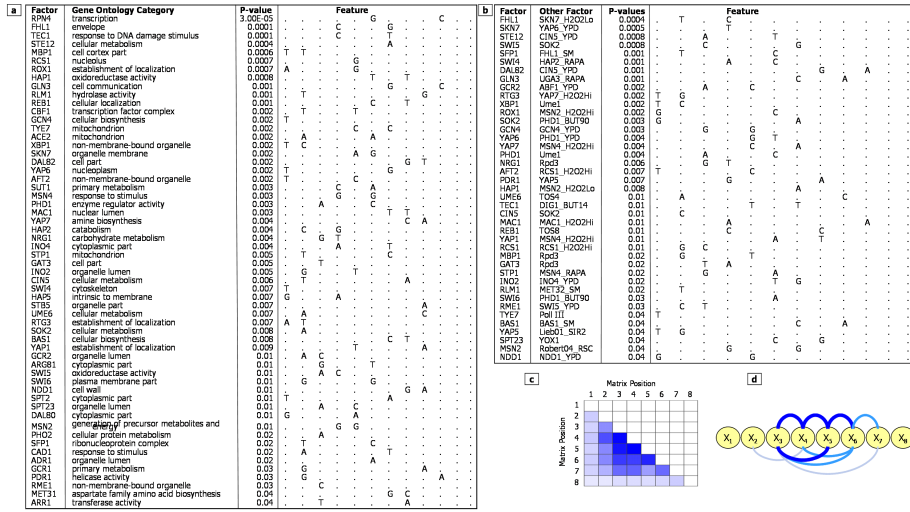 a
Factor Gene Ontology Category P-value Feature
RPN4 transcription 3.00E-05 G C
FHL1 envelope 0.0001 C G
TEC1 response to DNA damage stimulus 0.0001 C T
STE12 cellular metabolism 0.0004 A
MBP1 cell cortex part 0.0006 T T
RCS1 nucleolus 0.0007 G
ROX1 establishment of localization 0.0007 A G
HAP1 oxidoreductase activity 0.0008 T T
GLN3 cell communication 0.001 G C
RLM1 hydrolase activity 0.001 T G
REB1 cellular localization 0.001 C T
CBF1 transcription factor complex 0.002 T T
GCN4 cellular biosynthesis 0.002 T
TYE7 mitochondrion 0.002 C C
ACE2 mitochondrion 0.002 A A
XBP1 non-membrane-bound organelle 0.002 T C
SKN7 organelle membrane 0.002 A G
DAL82 cell part 0.002 G T
YAP6 nucleoplasm 0.002 T G
AFT2 non-membrane-bound organelle 0.002 T C
SUT1 primary metabolism 0.003 C A
MSN4 response to stimulus 0.003 G G
PHD1 enzyme regulator activity 0.003 A C
MAC1 nuclear lumen 0.003 T T
YAP7 amine biosynthesis 0.004 C A
HAP2 catabolism 0.004 C G
NRG1 carbohydrate metabolism 0.004 G T
INO4 cytoplasmic part 0.004 T A
STP1 mitochondrion 0.005 T C
GAT3 cell part 0.005 T
INO2 organelle lumen 0.005 G T
CIN5 cellular metabolism 0.006 T A
SWI4 cytoskeleton 0.007 T
HAP5 intrinsic to membrane 0.007 G A
STB5 organelle part 0.007 A
UME6 cellular metabolism 0.007 A C
RTG3 establishment of localization 0.007 A T
SOK2 cellular metabolism 0.008 A
BAS1 cellular metabolism 0.008 C T
YAP1 establishment of localization 0.009 T A
GCR2 organelle lumen 0.01 A C
ARG81 cytoplasmic part 0.01 G T
SWI5 oxidoreductase activity 0.01 A C
SWI6 plasma membrane part 0.01 G G
NDD1 cell wall 0.01 G A
SPT2 cytoplasmic part 0.01 T A
SPT23 organelle lumen 0.01 A C
DAL80 cytoplasmic part 0.01 G A
MSN2 generation of precursor metabolites and energy 0.01 G G
PHO2 cellular protein metabolism 0.02 A
SFP1 ribonucleoprotein complex 0.02 T C
CAD1 response to stimulus 0.02 A T
ADR1 organelle lumen 0.02 A
GCR1 primary metabolism 0.03 G A
PDR1 helicase activity 0.03 G A
RME1 non-membrane-bound organelle 0.03 C
MET31 aspartate family amino acid biosynthesis 0.04 G C
ARR1 transferase activity 0.04 T A
b
Factor Other Factor P-values Feature
FHL1 SKN7_H2O2Lo 0.0004 T C
SKN7 YAP6_YPD 0.0005 T
STE12 CIN5_YPD 0.0008 A T
SWI5 SOK2 0.0008 C G
SFP1 FHL1_SM 0.001 T C
SWI4 HAP2_RAPA 0.001 A C
DAL82 CIN5_YPD 0.001 G A
GLN3 UGA3_RAPA 0.001 C A
GCR2 ABF1_YPD 0.002 A C
RTG3 YAP7_H2O2Hi 0.002 T G
XBP1 Ume1 0.002 T C
ROX1 MSN2_H2O2Hi 0.003 G C
SOK2 PHD1_BUT90 0.003 G A
GCN4 GCN4_YPD 0.003 G G
YAP6 PHD1_YPD 0.004 G T
YAP7 MSN4_H2O2Hi 0.004 C A
PHD1 Ume1 0.004 A C
NRG1 Rpd3 0.006 G T
AFT2 RCS1_H2O2Hi 0.007 T C
PDR1 YAP5 0.007 G A
HAP1 MSN2_H2O2Lo 0.008 A
UME6 TOS4 0.01 A C
TEC1 DIG1_BUT14 0.01 T T
CIN5 SOK2 0.01 C
MAC1 MAC1_H2O2Hi 0.01 A A
REB1 TOS8 0.01 C C
YAP1 MSN4_H2O2Hi 0.01 A T
RCS1 RCS1_H2O2Hi 0.01 G C
MBP1 Rpd3 0.02 G T
GAT3 Rpd3 0.02 T A
STP1 MSN4_RAPA 0.02 G A
INO2 INO4_YPD 0.02 T G
RLM1 MET32_SM 0.02 T
SWI6 PHD1_BUT90 0.03 A
RME1 SWI5_YPD 0.03 C T
TYE7 Poll III 0.04 T
BAS1 BAS1_SM 0.04 C A
YAP5 Lieb01_SIR2 0.04 T G
SPT23 YOX1 0.04 C G
MSN2 Robert04_RSC 0.04 G G
NDD1 NDD1_YPD 0.04 G G
c
Matrix Position
1 2 3 4 5 6 7 8
Matrix Position
1
2
3
4
5
6
7
8
d
X1 X2 X3 X4 X5 X6 X7 X8